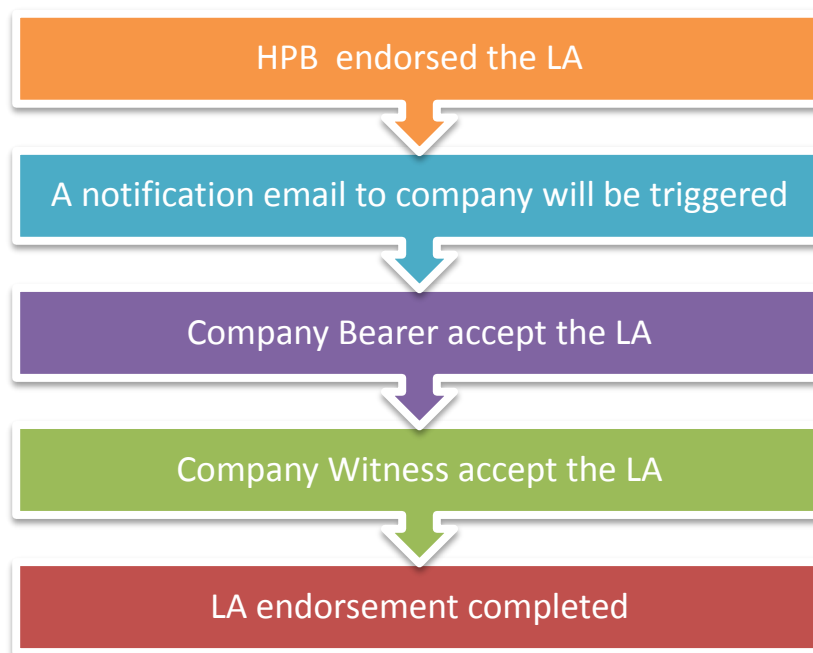 HPB  endorsed the LA
A notification email to company will be triggered
Company Bearer accept the LA
Company Witness accept the LA
LA endorsement completed